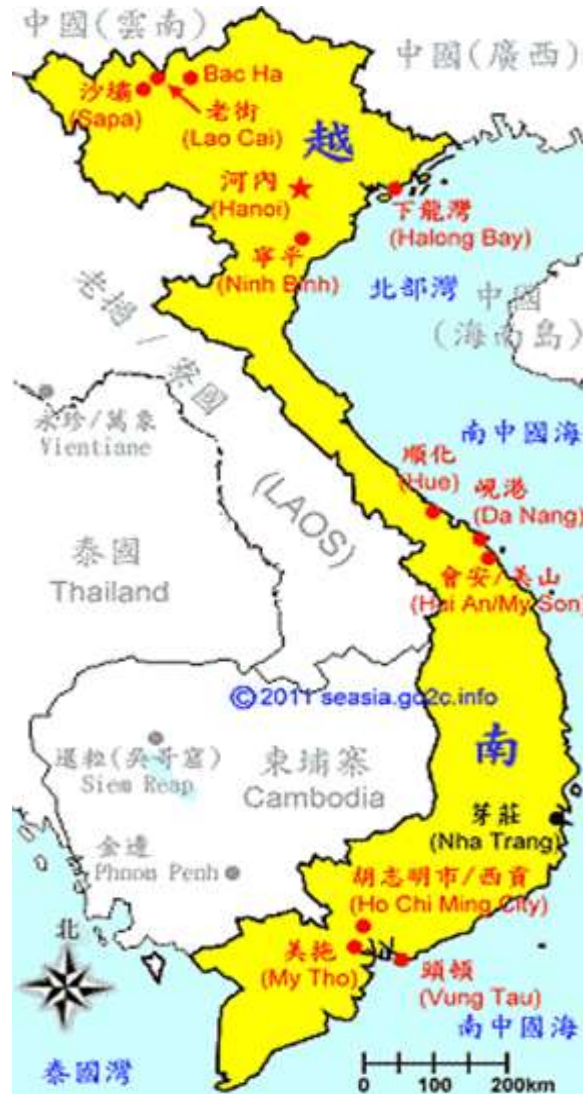 中國(雲南)
中國(廣西)
Bac Ha
沙壩
(Sapa)
老街
(Lao Cai)
越
河內
(Hanoi)
下龍灣
(Halong Bay)
寧平
(Ninh Binh)
北部灣
中國
(海南島)
老撾 / 寮國
(LAOS)
永珍/萬象
Vientiane
南中國海
順化
(Hue)
峴港
(Da Nang)
泰國
Thailand
會安/美山
(Hui An/My Son)
©2011 seasia.go2c.info
南
暹粒(吳哥窟)
Siem Reap
柬埔寨
Cambodia
芽莊
(Nha Trang)
金邊
Phnom Penh
胡志明市/西貢
(Ho Chi Ming City)
北
美拖
(My Tho)
頭頓
(Vung Tau)
南中國海
泰國灣
0 100 200km